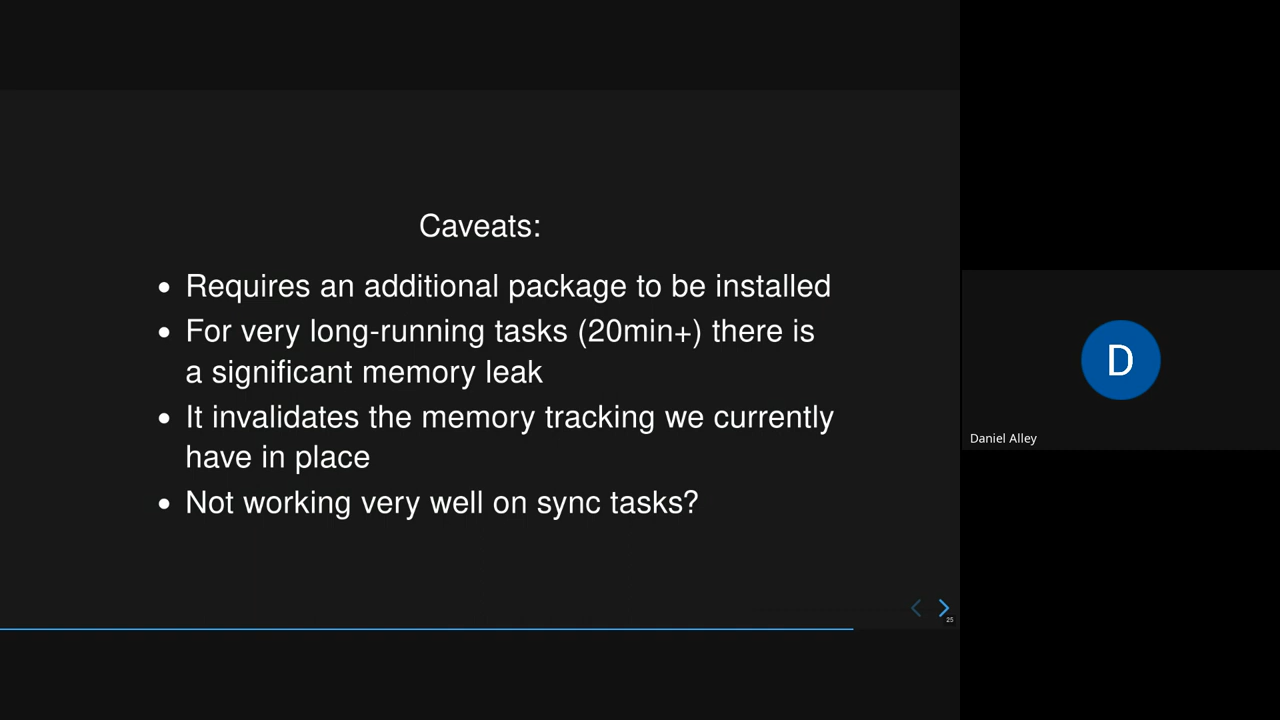 Caveats:
• Requires an additional package to be installed
• For very long-running tasks (20min+) there is
a significant memory leak
• It invalidates the memory tracking we currently
have in place
• Not working very well on sync tasks?
25
D
Daniel Alley